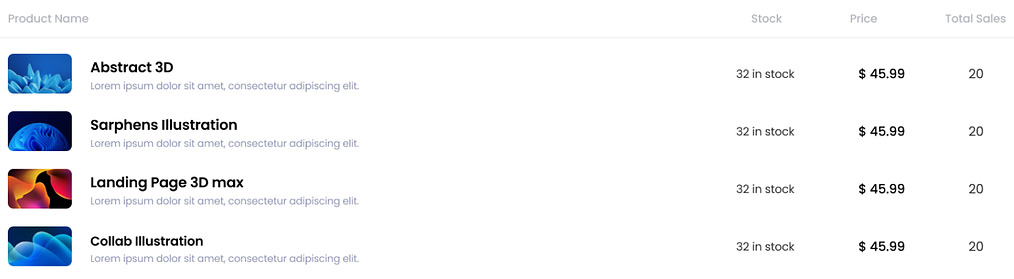 Product Name Stock Price Total Sales
Abstract 3D
Lorem ipsum dolor sit amet, consectetur adipiscing elit.
32 in stock $ 45.99 20
Sarphens Illustration
Lorem ipsum dolor sit amet, consectetur adipiscing elit.
32 in stock $ 45.99 20
Landing Page 3D max
Lorem ipsum dolor sit amet, consectetur adipiscing elit.
32 in stock $ 45.99 20
Collab Illustration
Lorem ipsum dolor sit amet, consectetur adipiscing elit.
32 in stock $ 45.99 20